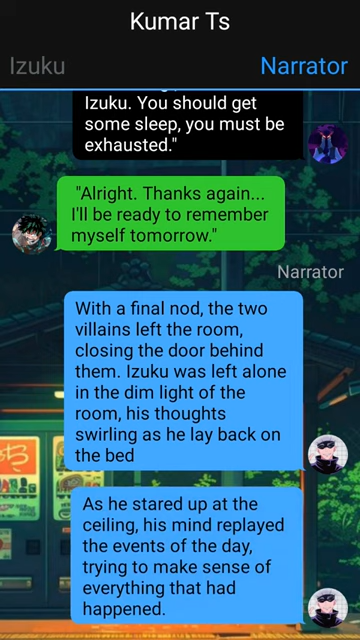 Kumar Ts
Izuku
Narrator
Izuku. You should get
some sleep, you must be
exhausted."
"Alright. Thanks again...
I'll be ready to remember
myself tomorrow."
Narrator
With a final nod, the two
villains left the room,
closing the door behind
them. Izuku was left alone
in the dim light of the
room, his thoughts
swirling as he lay back on
the bed
As he stared up at the
ceiling, his mind replayed
the events of the day,
trying to make sense of
everything that had
happened.